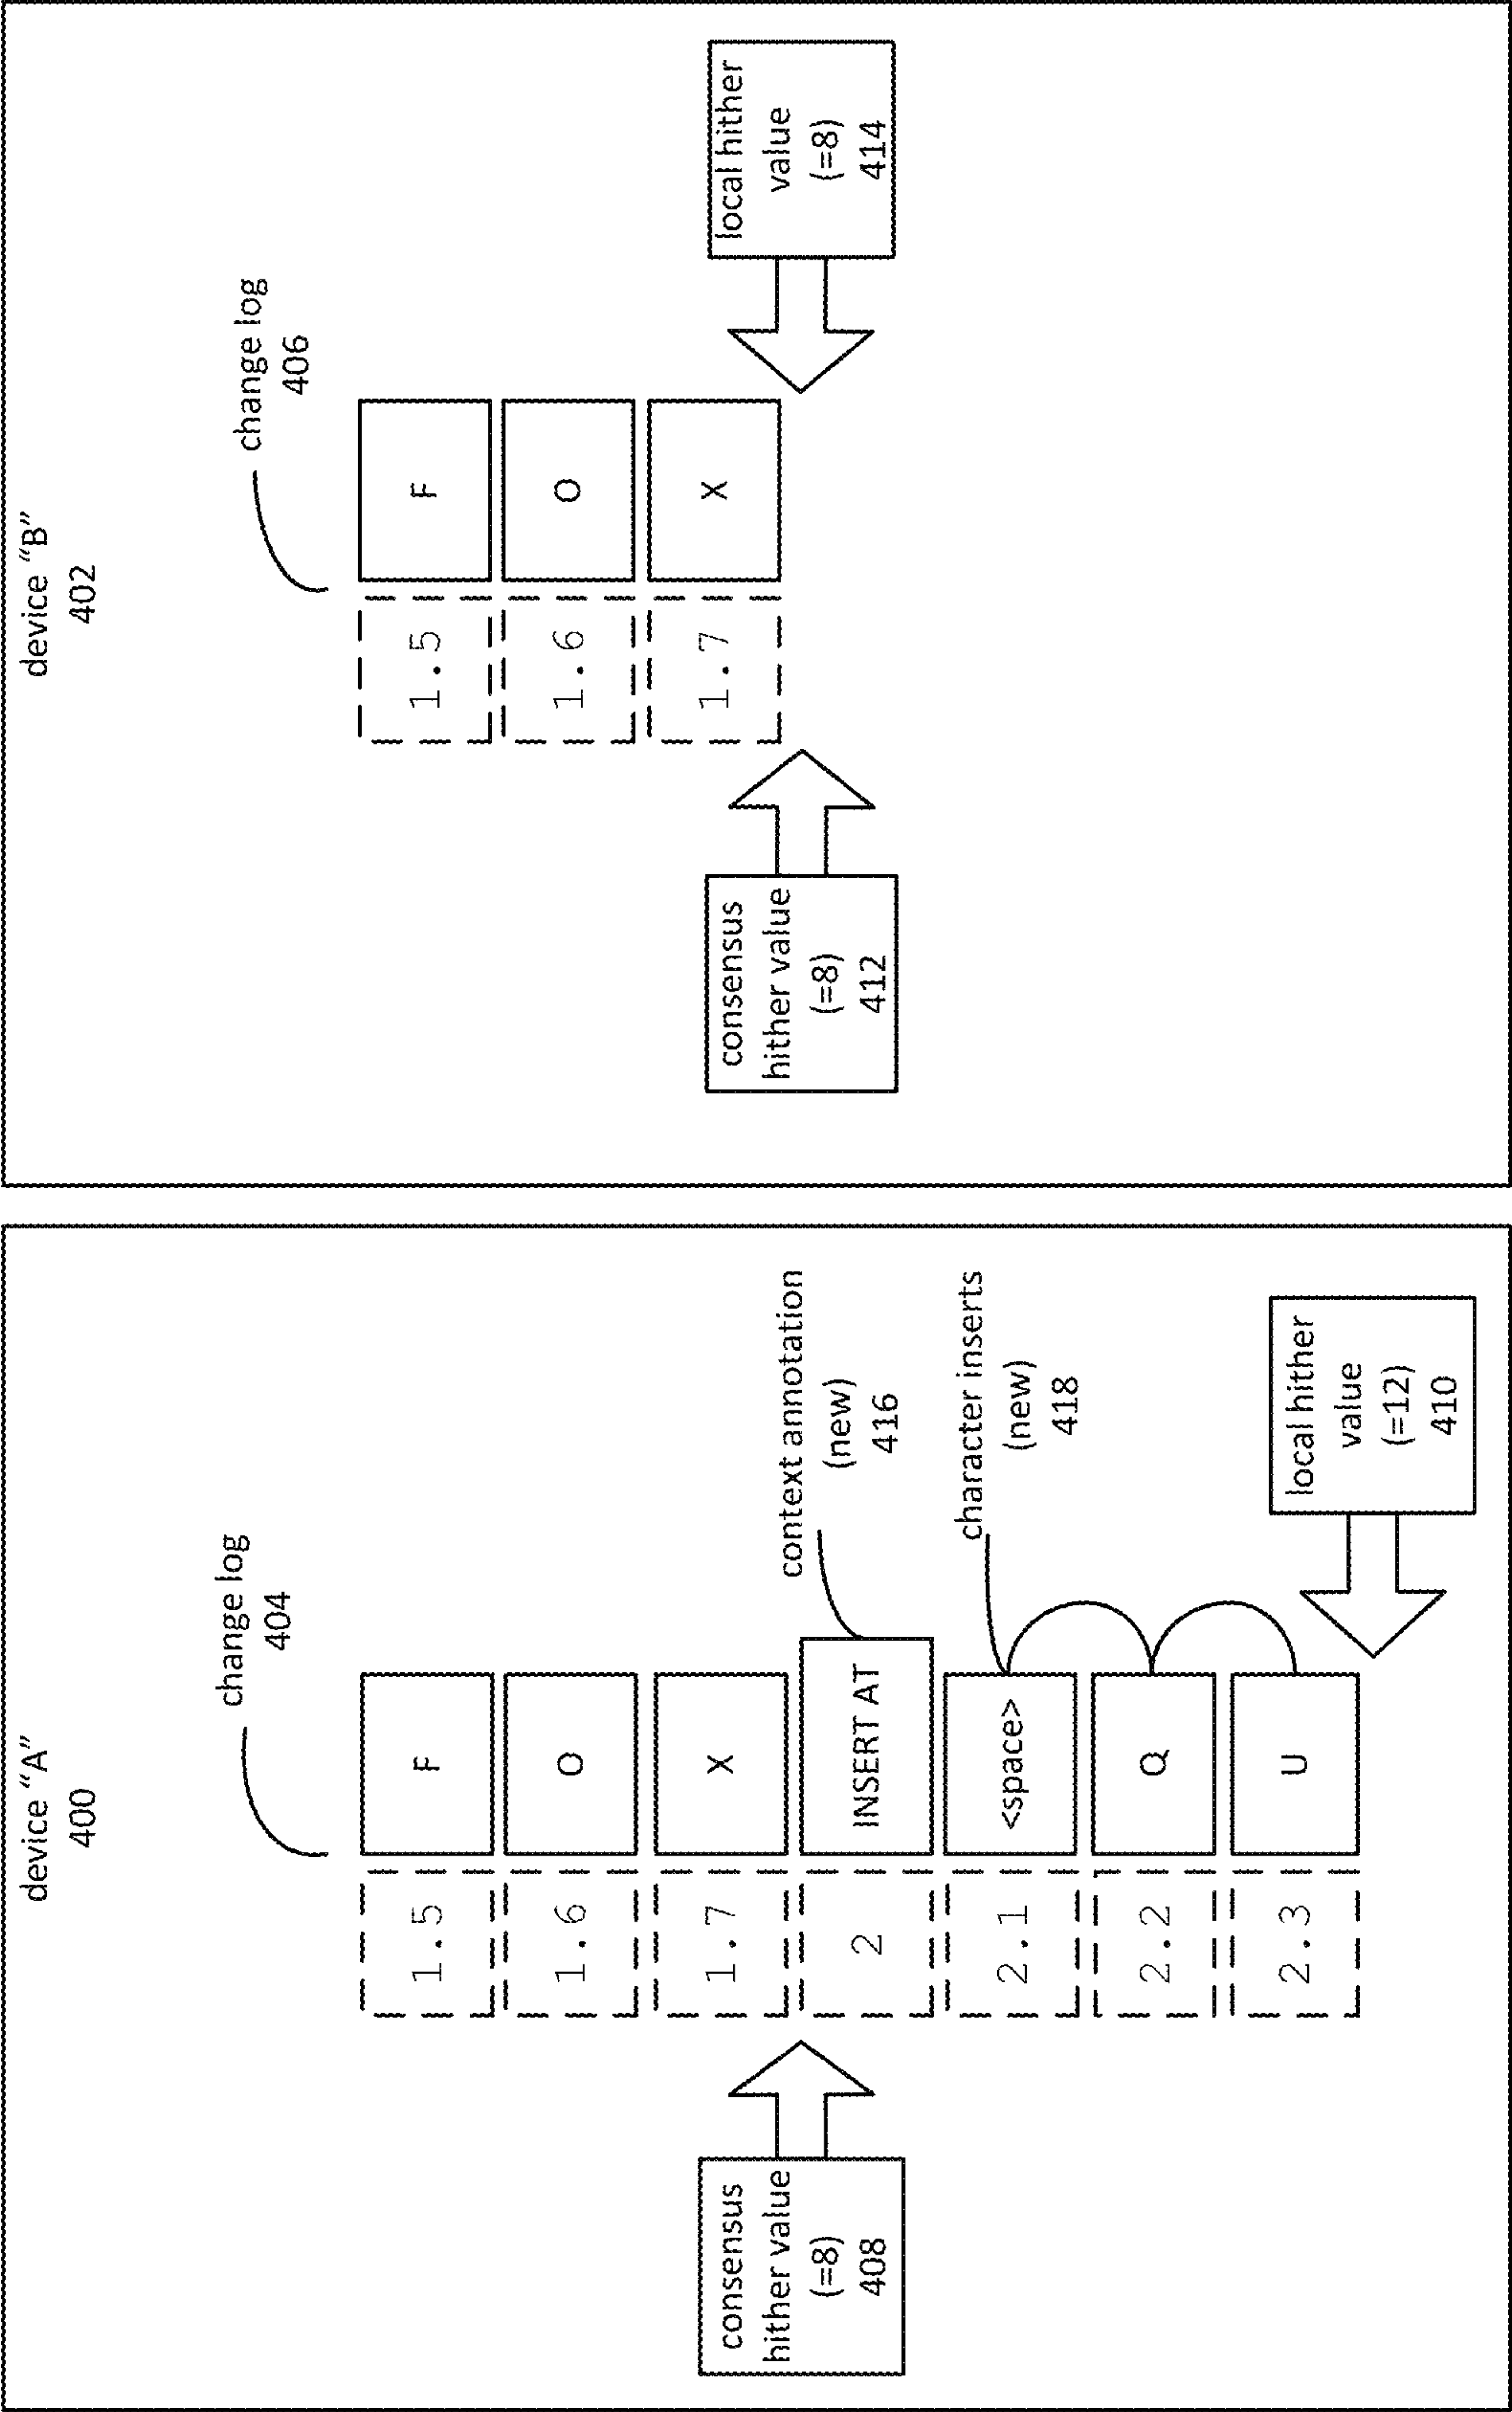 device “A”
400
change log
404
1.5
F
1.6
O
1.7
X
2
INSERT AT
2.1
<space>
2.2
Q
2.3
U
consensus
hither value
(=8)
408
context annotation
(new)
416
character inserts
(new)
418
local hither
value
(=12)
410
device “B”
402
change log
406
1.5
F
1.6
O
1.7
X
consensus
hither value
(=8)
412
local hither
value
(=8)
414